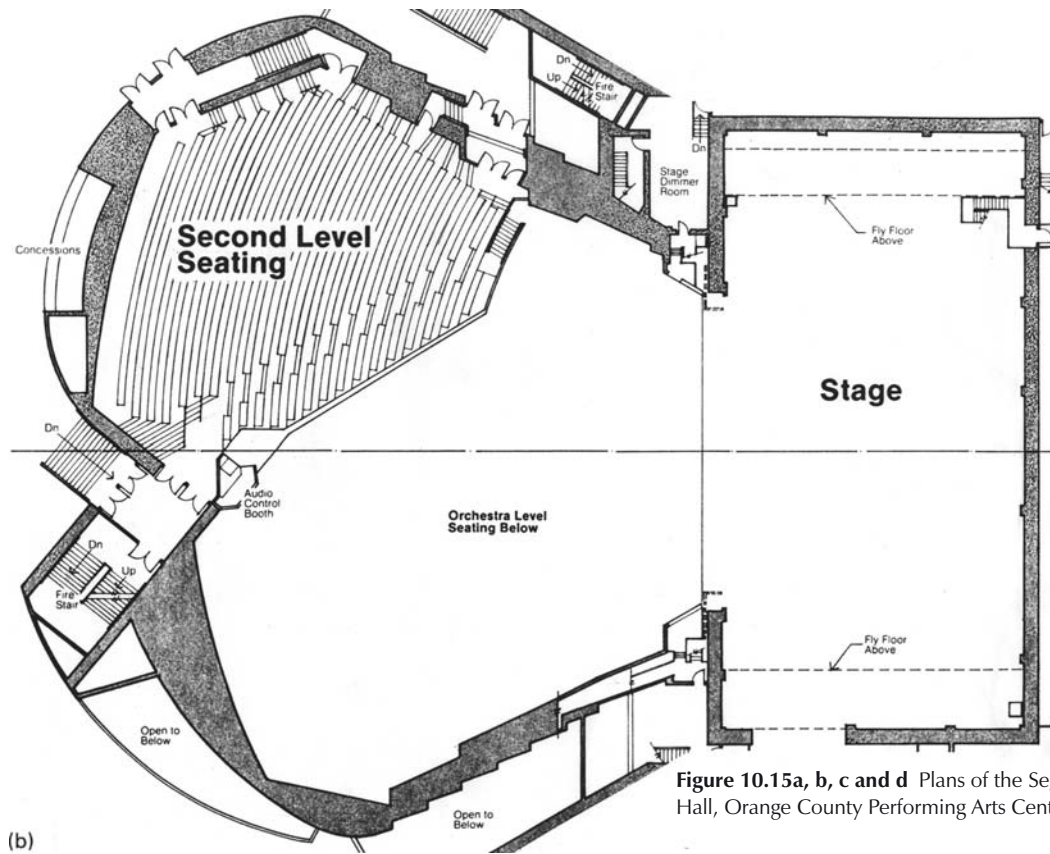 Dn
Up
Fire
Stair
Dn
Stage
Dimmer
Room
Fly Floor
Above
Second Level
Seating
Concessions
Stage
Dn
Audio
Control
Booth
Orchestra Level
Seating Below
Dn
Up
Fire
Stair
Fly Floor
Above
Open to
Below
Open to
Below
Figure 10.15a, b, c and d Plans of the Se
Hall, Orange County Performing Arts Cent
(b)